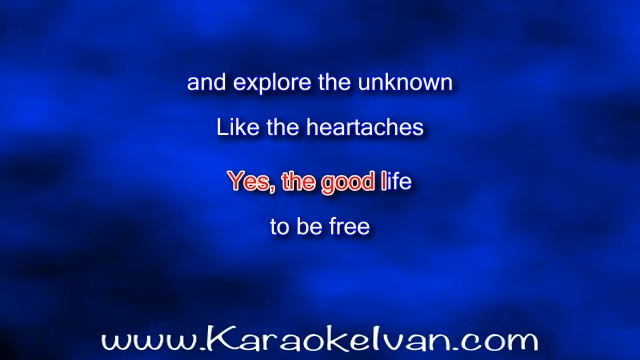 and explore the unknown
Like the heartaches
Yes, the good life
to be free
www.KaraokeIvan.com